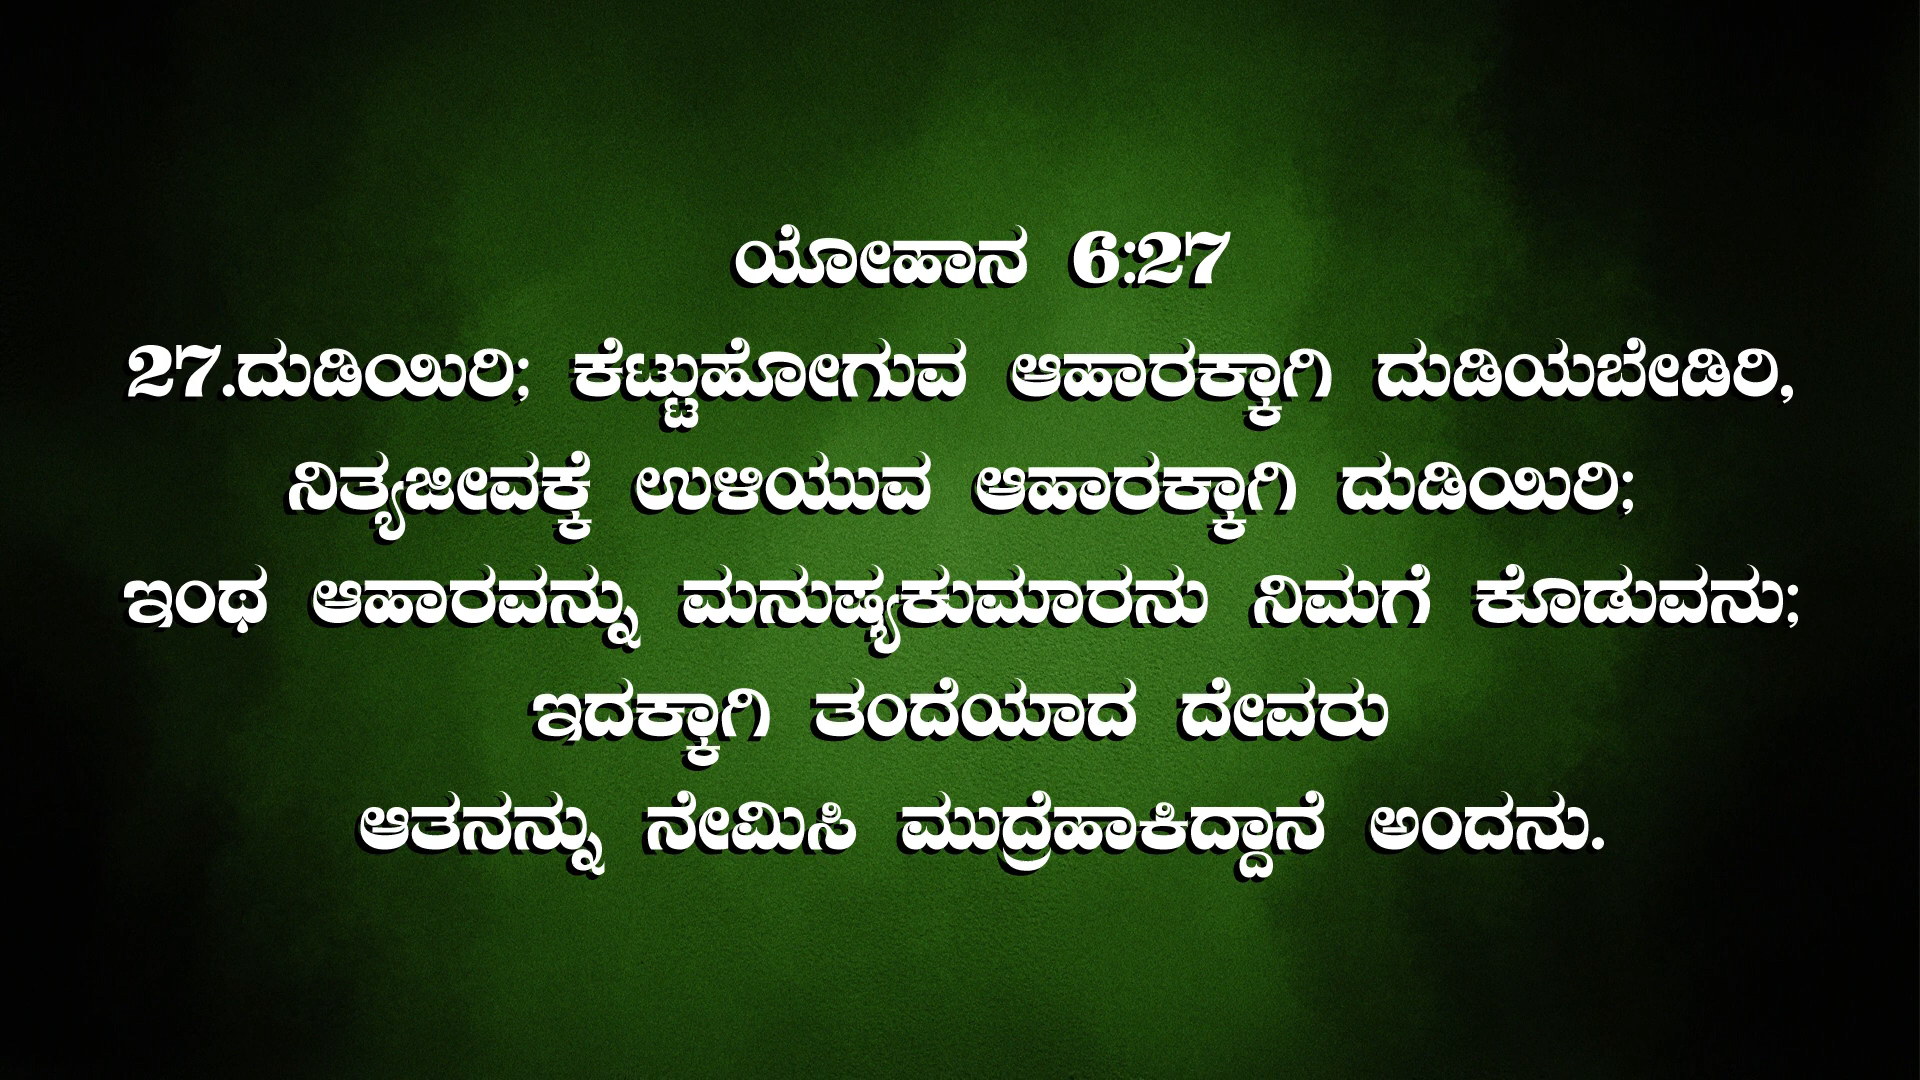 ಯೋಹಾನ 6:27
27.ದುಡಿಯಿರಿ; ಕೆಟ್ಟುಹೋಗುವ ಆಹಾರಕ್ಕಾಗಿ ದುಡಿಯಬೇಡಿರಿ,
ನಿತ್ಯಜೀವಕ್ಕೆ ಉಳಿಯುವ ಆಹಾರಕ್ಕಾಗಿ ದುಡಿಯಿರಿ;
ಇಂಥ ಆಹಾರವನ್ನು ಮನುಷ್ಯಕುಮಾರನು ನಿಮಗೆ ಕೊಡುವನು;
ಇದಕ್ಕಾಗಿ ತಂದೆಯಾದ ದೇವರು
ಆತನನ್ನು ನೇಮಿಸಿ ಮುದ್ರೆಹಾಕಿದ್ದಾನೆ ಅಂದನು.